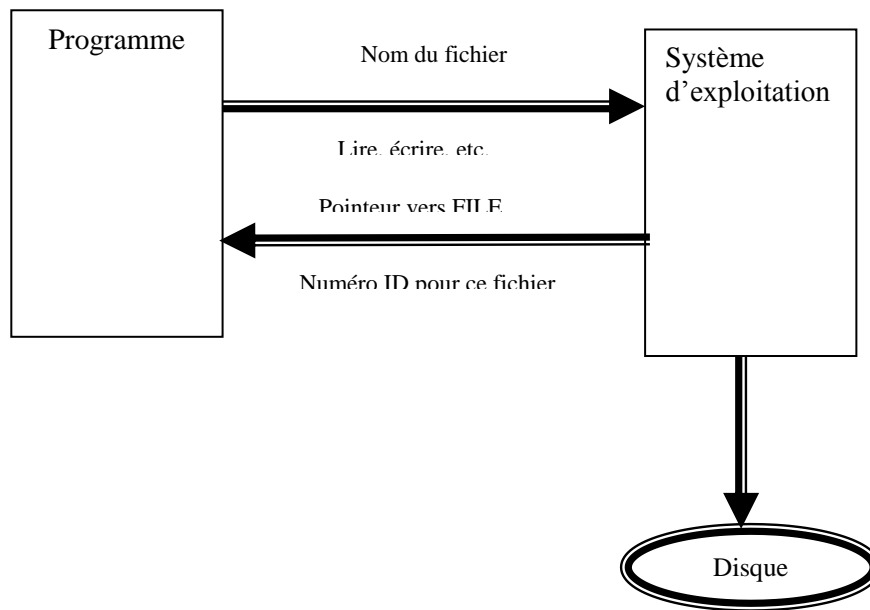 Programme
Nom du fichier
Système
d’exploitation
Lire, écrire, etc.
Pointeur vers FILE
Numéro ID pour ce fichier
Disque